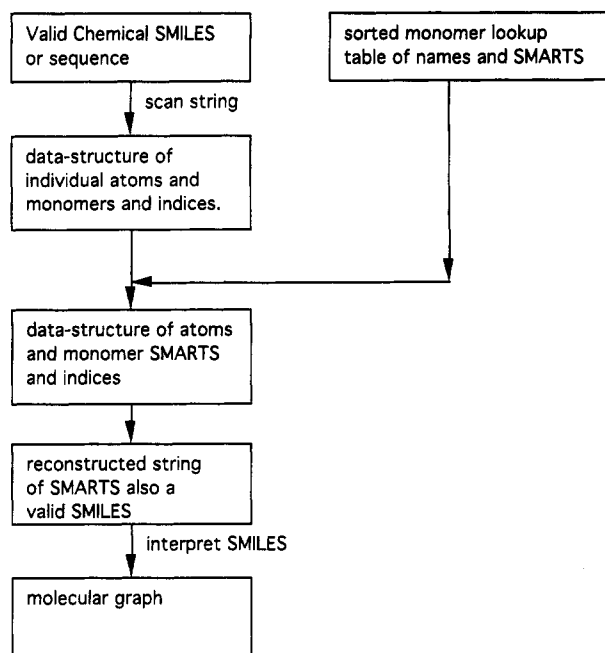 Valid Chemical SMILES
or sequence
sorted monomer lookup
table of names and SMARTS
scan string
data-structure of
individual atoms and
monomers and indices.
data-structure of atoms
and monomer SMARTS
and indices
reconstructed string
of SMARTS also a
valid SMILES
interpret SMILES
molecular graph